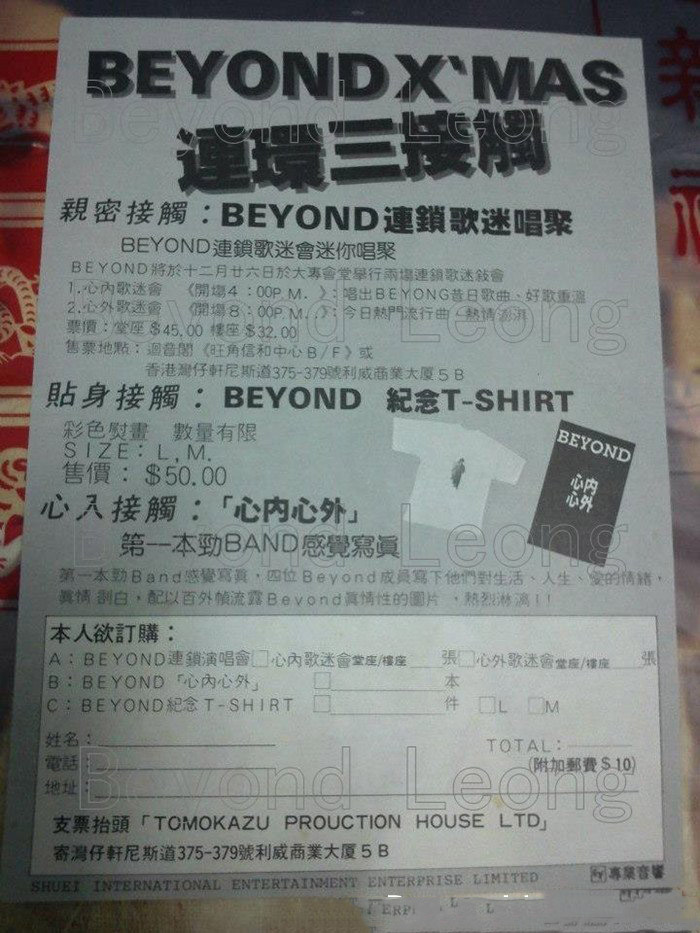 BEYOND X`MAS
連環三接觸
親密接觸：BEYOND連鎖歌迷唱聚
BEYOND連鎖歌迷會迷你唱聚
BEYOND將於十二月廿六日於大專會堂舉行兩場連鎖歌迷敍會
1.心內歌迷會 《開場4：00P.M.》：唱出BEYONG昔日歌曲、好歌重溫
2.心外歌迷會 《開場8：00P.M.》：今日熱門流行曲、熱情澎湃
票價：堂座$45.00 樓座$32.00
售票地點：迴音閣《旺角信和中心B/F》或
香港灣仔軒尼斯道375-379號利威商業大厦5B
貼身接觸：BEYOND 紀念T-SHIRT
彩色熨畫 數量有限
SIZE：L,M.
售價：$50.00
BEYOND
心內
心外
心入接觸：「心內心外」
第一本勁BAND感覺寫眞
第一本勁Band感覺寫眞，四位Beyond成員寫下他們對生活、人生、愛的情緒，
眞情剖白，配以百外幀流露Beyond眞情性的圖片，熱烈淋漓!!
本人欲訂購：
A：BEYOND連鎖演唱會□心內歌迷會堂座/樓座 張□心外歌迷會堂座/樓座 張
B：BEYOND「心內心外」 □ 本
C：BEYOND紀念T-SHIRT □ 件 □L □M
姓名： TOTAL：
電話： (附加郵費$10)
地址：
支票抬頭「TOMOKAZU PROUCTION HOUSE LTD」
寄灣仔軒尼斯道375-379號利威商業大厦5B
SHUEI INTERNATIONAL ENTERTAINMENT ENTERPRISE LIMITED
專業音響
Beyond Leong
Beyond Leong
Beyond Leong
Beyond Leong